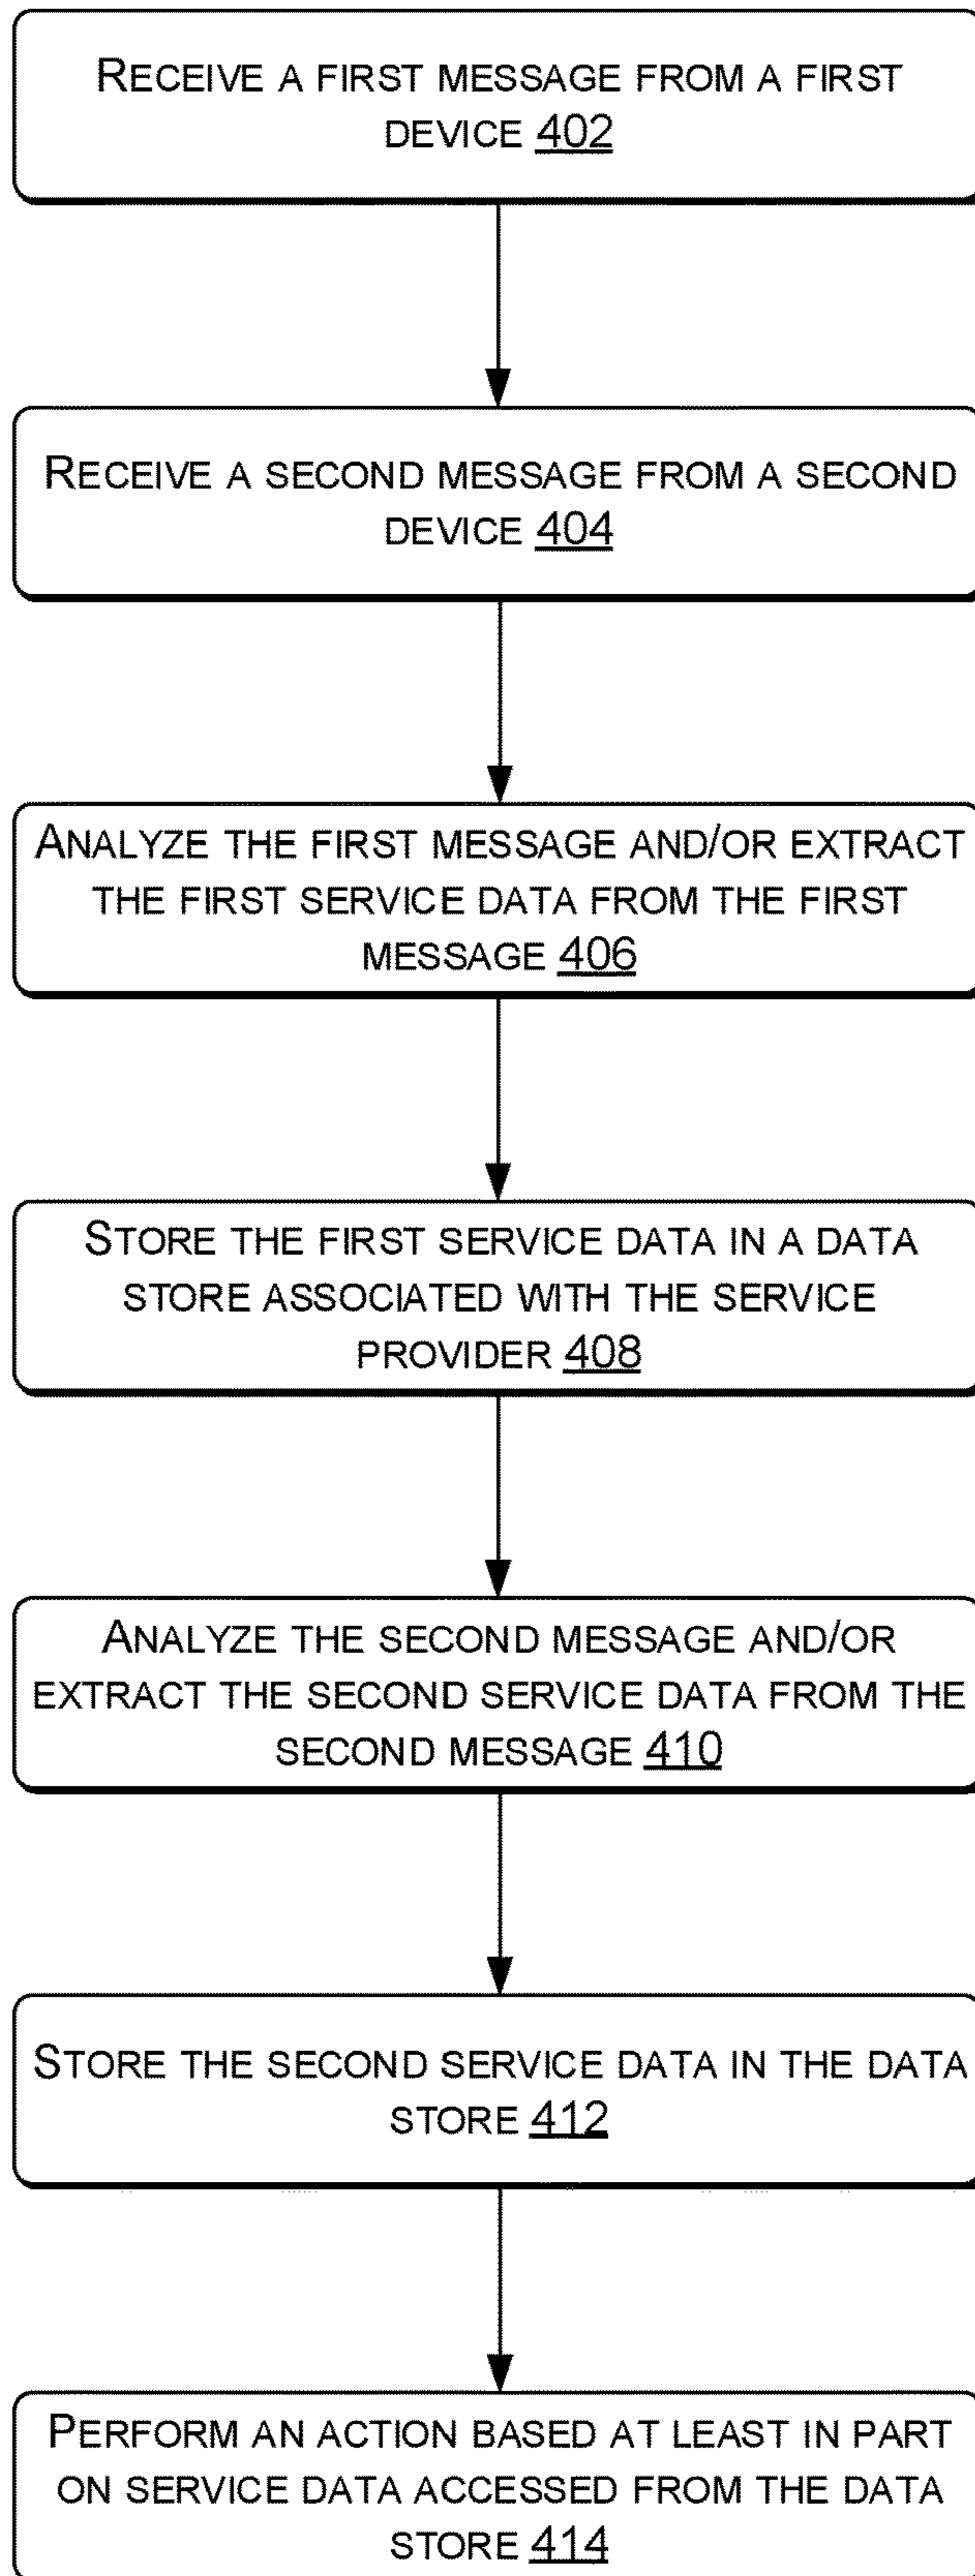 RECEIVE A FIRST MESSAGE FROM A FIRST
DEVICE 402
RECEIVE A SECOND MESSAGE FROM A SECOND
DEVICE 404
ANALYZE THE FIRST MESSAGE AND/OR EXTRACT
THE FIRST SERVICE DATA FROM THE FIRST
MESSAGE 406
STORE THE FIRST SERVICE DATA IN A DATA
STORE ASSOCIATED WITH THE SERVICE
PROVIDER 408
ANALYZE THE SECOND MESSAGE AND/OR
EXTRACT THE SECOND SERVICE DATA FROM THE
SECOND MESSAGE 410
STORE THE SECOND SERVICE DATA IN THE DATA
STORE 412
PERFORM AN ACTION BASED AT LEAST IN PART
ON SERVICE DATA ACCESSED FROM THE DATA
STORE 414